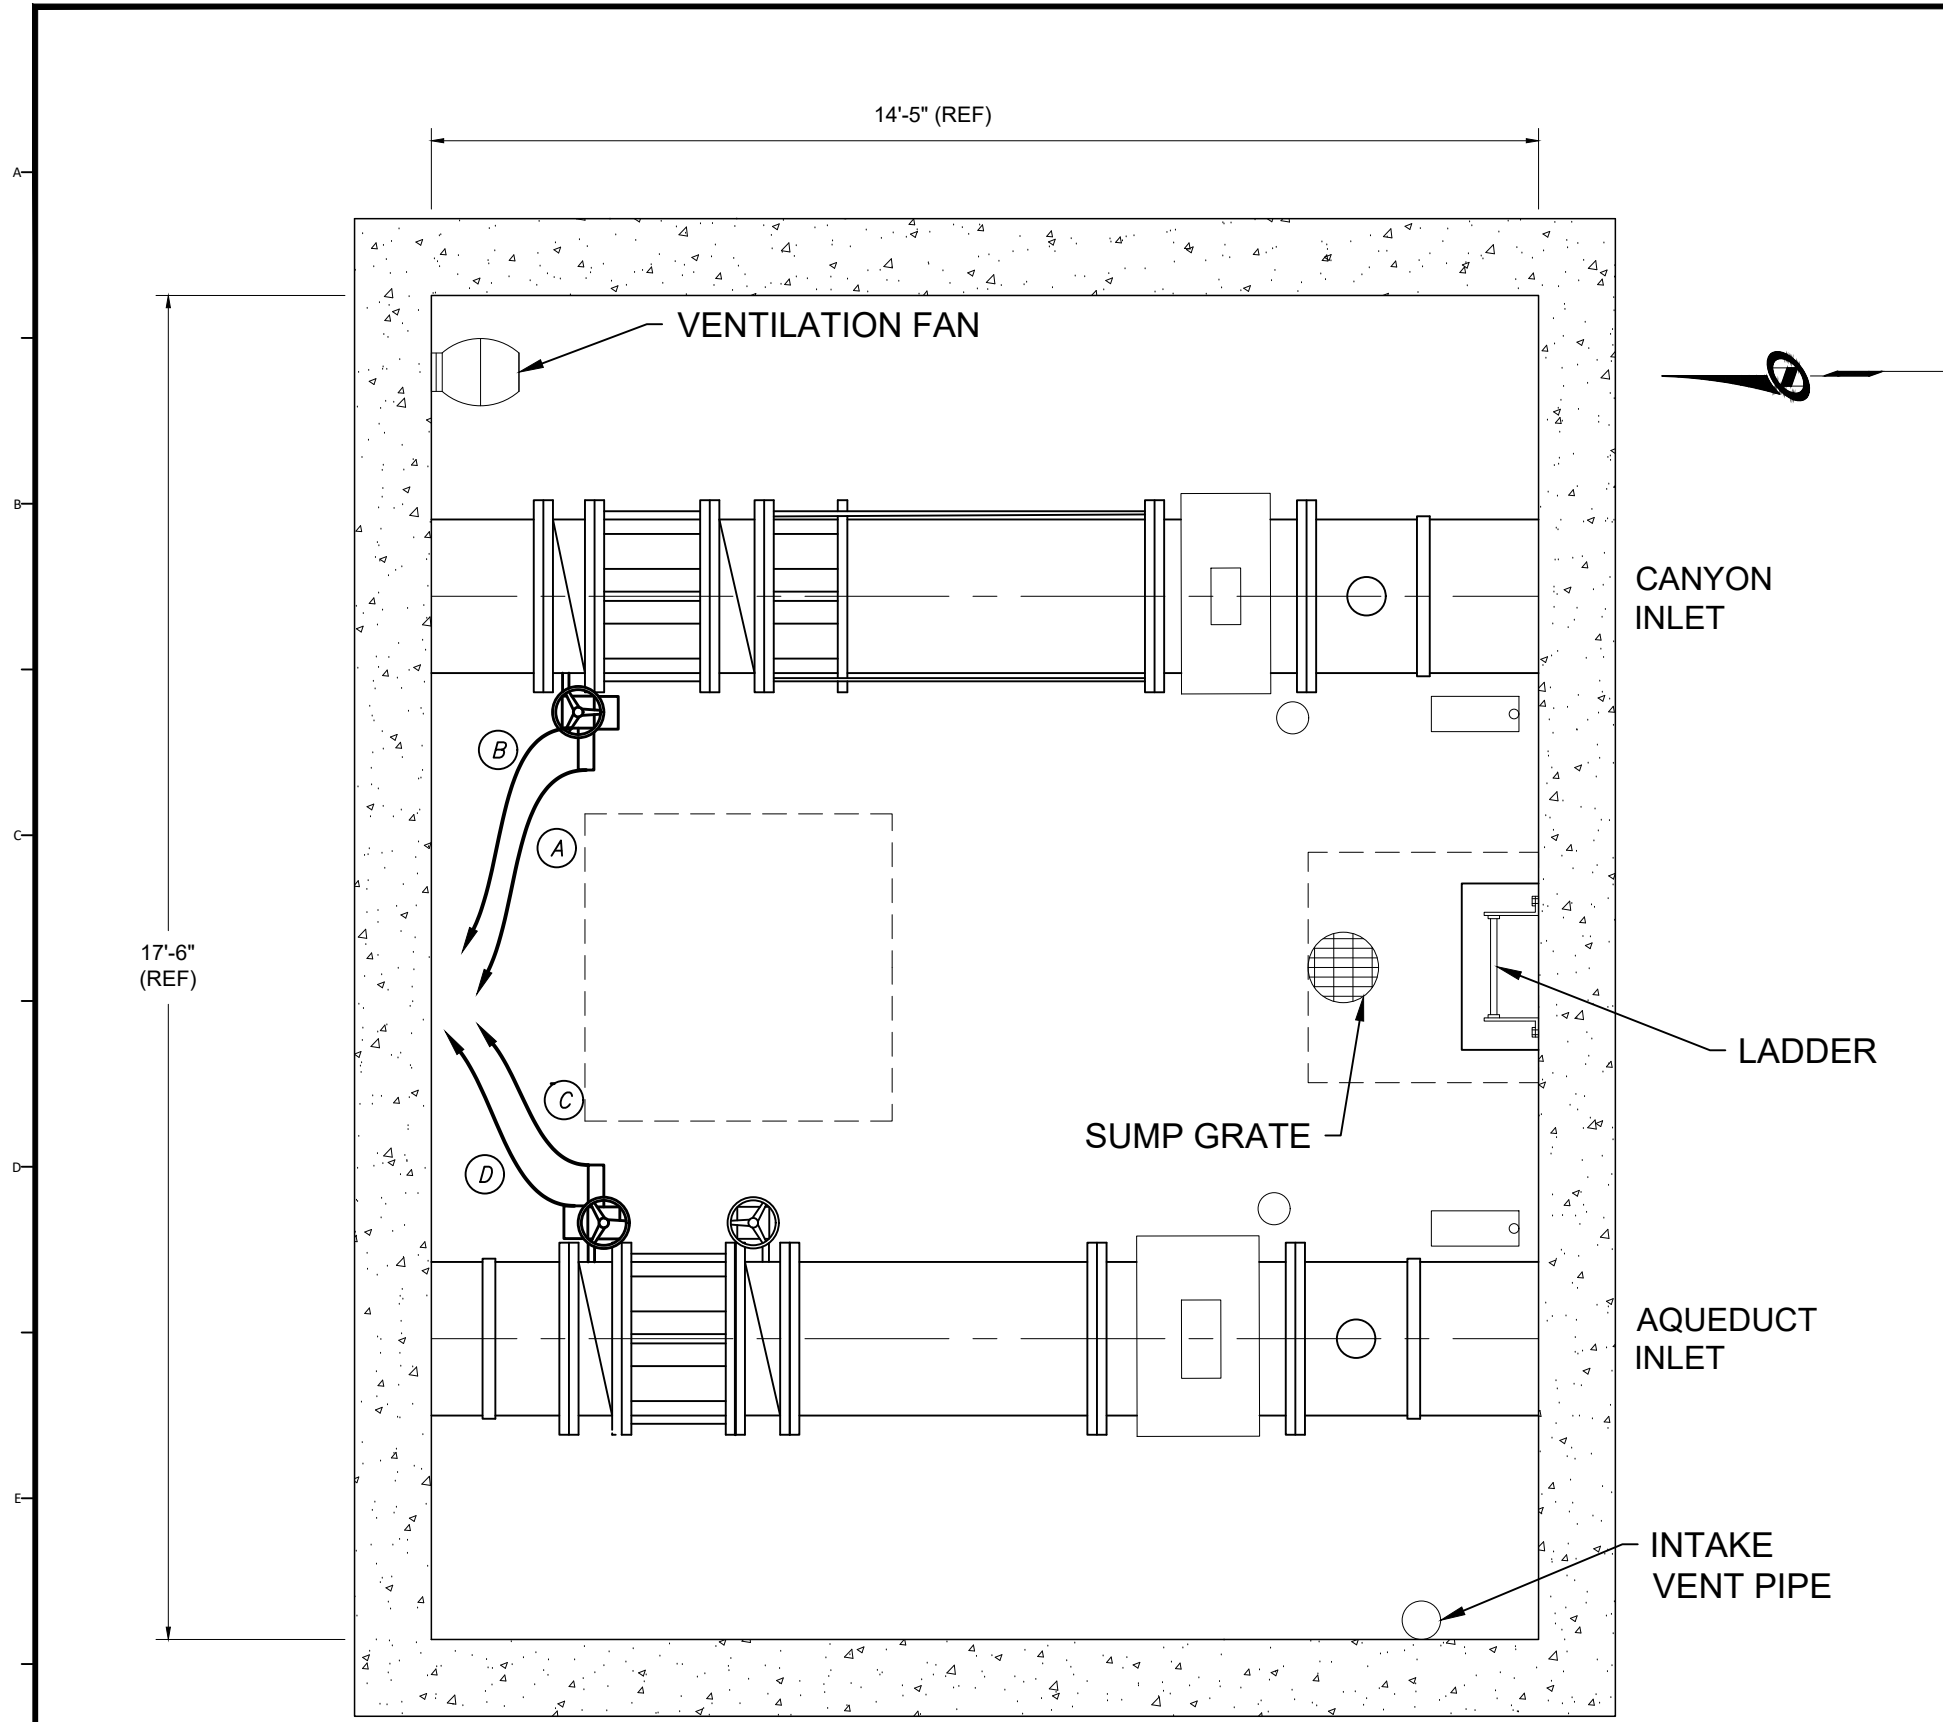 14'-5" (REF)
A
VENTILATION FAN
B
CANYON
INLET
B
A
C
17'-6"
(REF)
LADDER
C
SUMP GRATE
D
D
AQUEDUCT
INLET
E
INTAKE
VENT PIPE